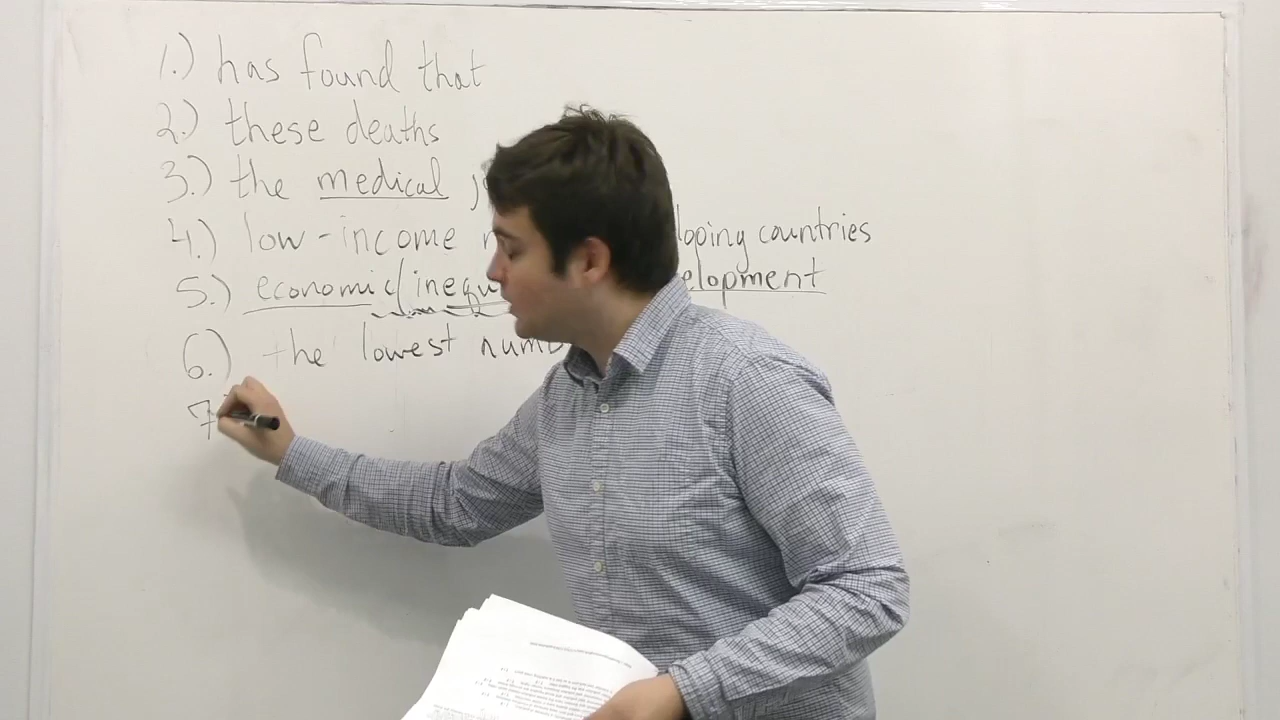 1.) has found that
2.) these deaths
3.) the medical,
4.) low-income loping countries
5.) economic/inequ elopment
6.) the lowest numb
7